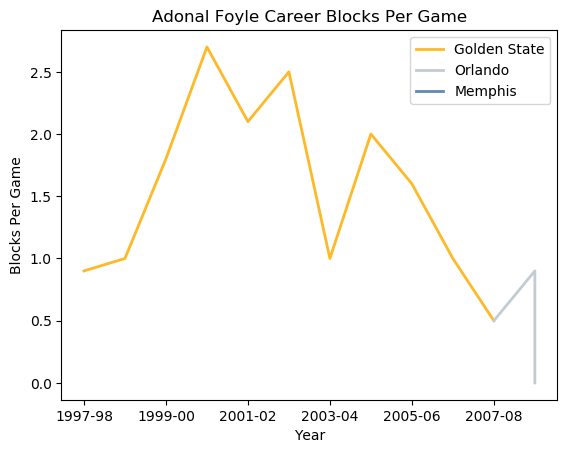 Adonal Foyle Career Blocks Per Game
Golden State
Orlando
Memphis
Blocks Per Game
2.5
2.0
1.5
1.0
0.5
0.0
1997-98 1999-00 2001-02 2003-04 2005-06 2007-08
Year